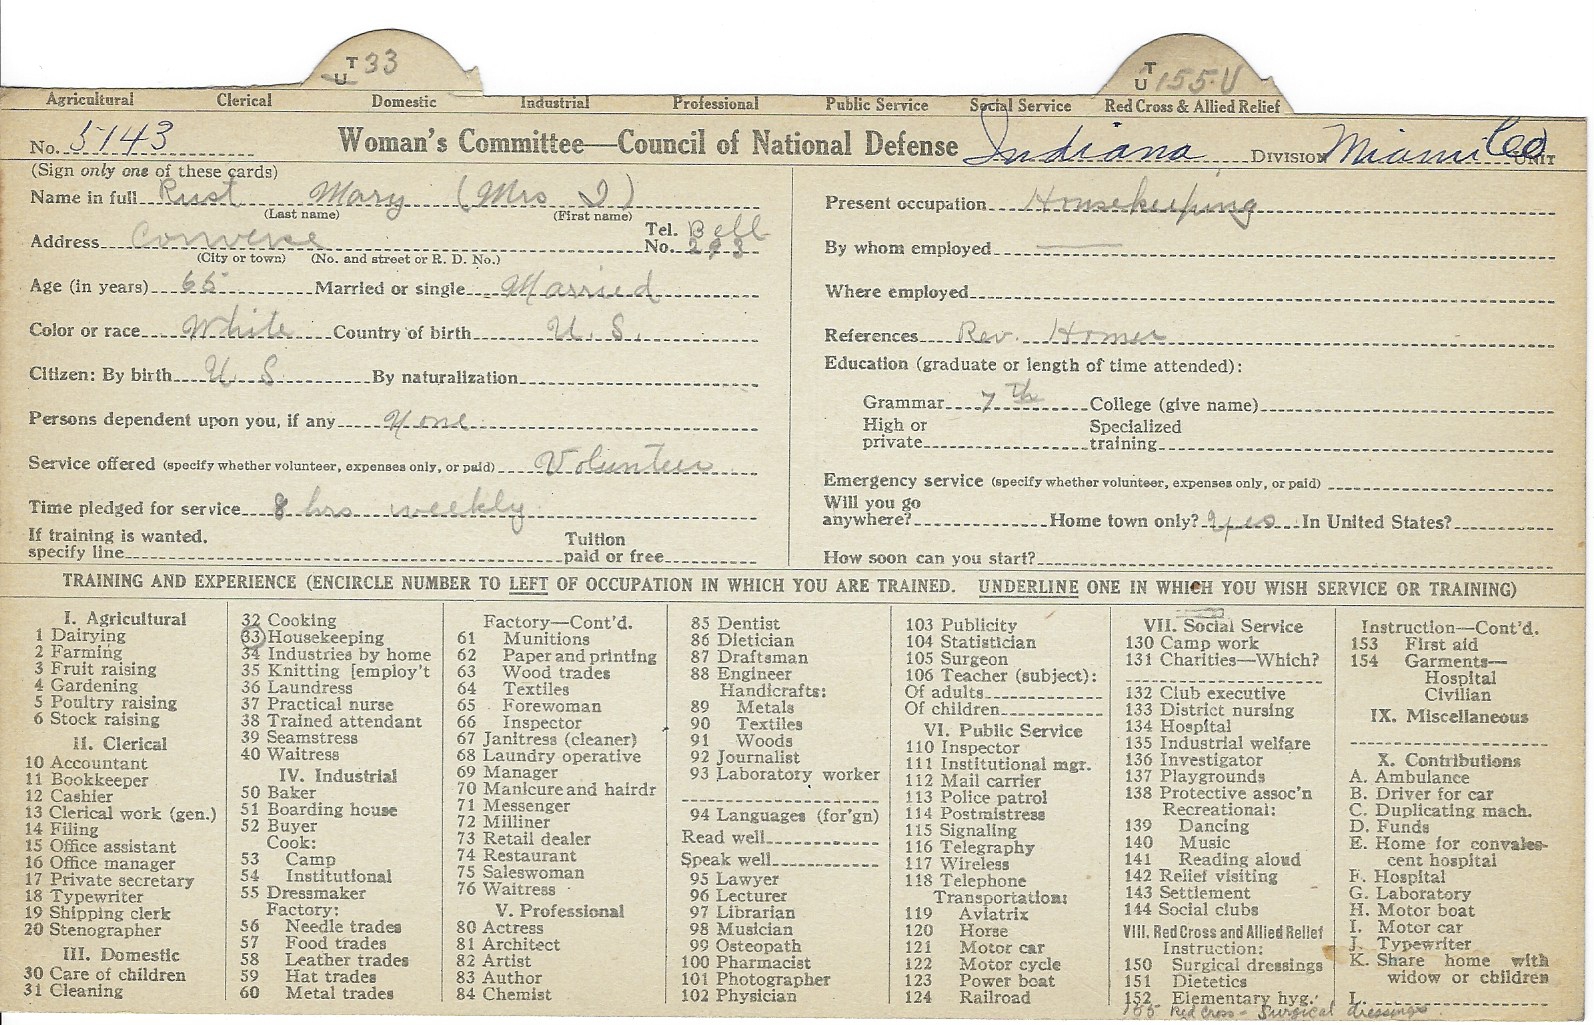 T
U 33
T
U 155-U
Agricultural Clerical Domestic Industrial Professional Public Service Social Service Red Cross & Allied Relief
No. 5143 Woman's Committee—Council of National Defense Indiana DIVISION Miami Co UNIT
(Sign only one of these cards)
Name in full Rust Mary (Mrs I)
(Last name) (First name)
Address Converse Tel. No. Bell 293
(City or town) (No. and street or R. D. No.)
Age (in years) 65 Married or single Married
Color or race White Country of birth U. S.
Citizen: By birth U S By naturalization
Persons dependent upon you, if any None
Service offered (specify whether volunteer, expenses only, or paid) Volunteer
Time pledged for service 8 hrs weekly
If training is wanted,
specify line Tuition paid or free
Present occupation Housekeeping
By whom employed
Where employed
References Rev. Homer
Education (graduate or length of time attended):
Grammar 7th College (give name)
High or private Specialized training
Emergency service (specify whether volunteer, expenses only, or paid)
Will you go
anywhere? Home town only? yes In United States?
How soon can you start?
TRAINING AND EXPERIENCE (ENCIRCLE NUMBER TO LEFT OF OCCUPATION IN WHICH YOU ARE TRAINED. UNDERLINE ONE IN WHICH YOU WISH SERVICE OR TRAINING)
I. Agricultural
1 Dairying
2 Farming
3 Fruit raising
4 Gardening
5 Poultry raising
6 Stock raising
II. Clerical
10 Accountant
11 Bookkeeper
12 Cashier
13 Clerical work (gen.)
14 Filing
15 Office assistant
16 Office manager
17 Private secretary
18 Typewriter
19 Shipping clerk
20 Stenographer
III. Domestic
30 Care of children
31 Cleaning
32 Cooking
33 Housekeeping
34 Industries by home
35 Knitting [employ't
36 Laundress
37 Practical nurse
38 Trained attendant
39 Seamstress
40 Waitress
IV. Industrial
50 Baker
51 Boarding house
52 Buyer
Cook:
53 Camp
54 Institutional
55 Dressmaker
Factory:
56 Needle trades
57 Food trades
58 Leather trades
59 Hat trades
60 Metal trades
Factory—Cont'd.
61 Munitions
62 Paper and printing
63 Wood trades
64 Textiles
65 Forewoman
66 Inspector
67 Janitress (cleaner)
68 Laundry operative
69 Manager
70 Manicure and hairdr
71 Messenger
72 Milliner
73 Retail dealer
74 Restaurant
75 Saleswoman
76 Waitress
V. Professional
80 Actress
81 Architect
82 Artist
83 Author
84 Chemist
85 Dentist
86 Dietician
87 Draftsman
88 Engineer
Handicrafts:
89 Metals
90 Textiles
91 Woods
92 Journalist
93 Laboratory worker
94 Languages (for'gn)
Read well
Speak well
95 Lawyer
96 Lecturer
97 Librarian
98 Musician
99 Osteopath
100 Pharmacist
101 Photographer
102 Physician
103 Publicity
104 Statistician
105 Surgeon
106 Teacher (subject):
Of adults
Of children
VI. Public Service
110 Inspector
111 Institutional mgr.
112 Mail carrier
113 Police patrol
114 Postmistress
115 Signaling
116 Telegraphy
117 Wireless
118 Telephone
Transportation:
119 Aviatrix
120 Horse
121 Motor car
122 Motor cycle
123 Power boat
124 Railroad
VII. Social Service
130 Camp work
131 Charities—Which?
132 Club executive
133 District nursing
134 Hospital
135 Industrial welfare
136 Investigator
137 Playgrounds
138 Protective assoc'n
Recreational:
139 Dancing
140 Music
141 Reading aloud
142 Relief visiting
143 Settlement
144 Social clubs
VIII. Red Cross and Allied Relief
Instruction:
150 Surgical dressings
151 Dietetics
152 Elementary hyg.
155 Red Cross - Surgical dressings
Instruction—Cont'd.
153 First aid
154 Garments—
Hospital
Civilian
IX. Miscellaneous
X. Contributions
A. Ambulance
B. Driver for car
C. Duplicating mach.
D. Funds
E. Home for convales-
cent hospital
F. Hospital
G. Laboratory
H. Motor boat
I. Motor car
J. Typewriter
K. Share home with
widow or children
L.